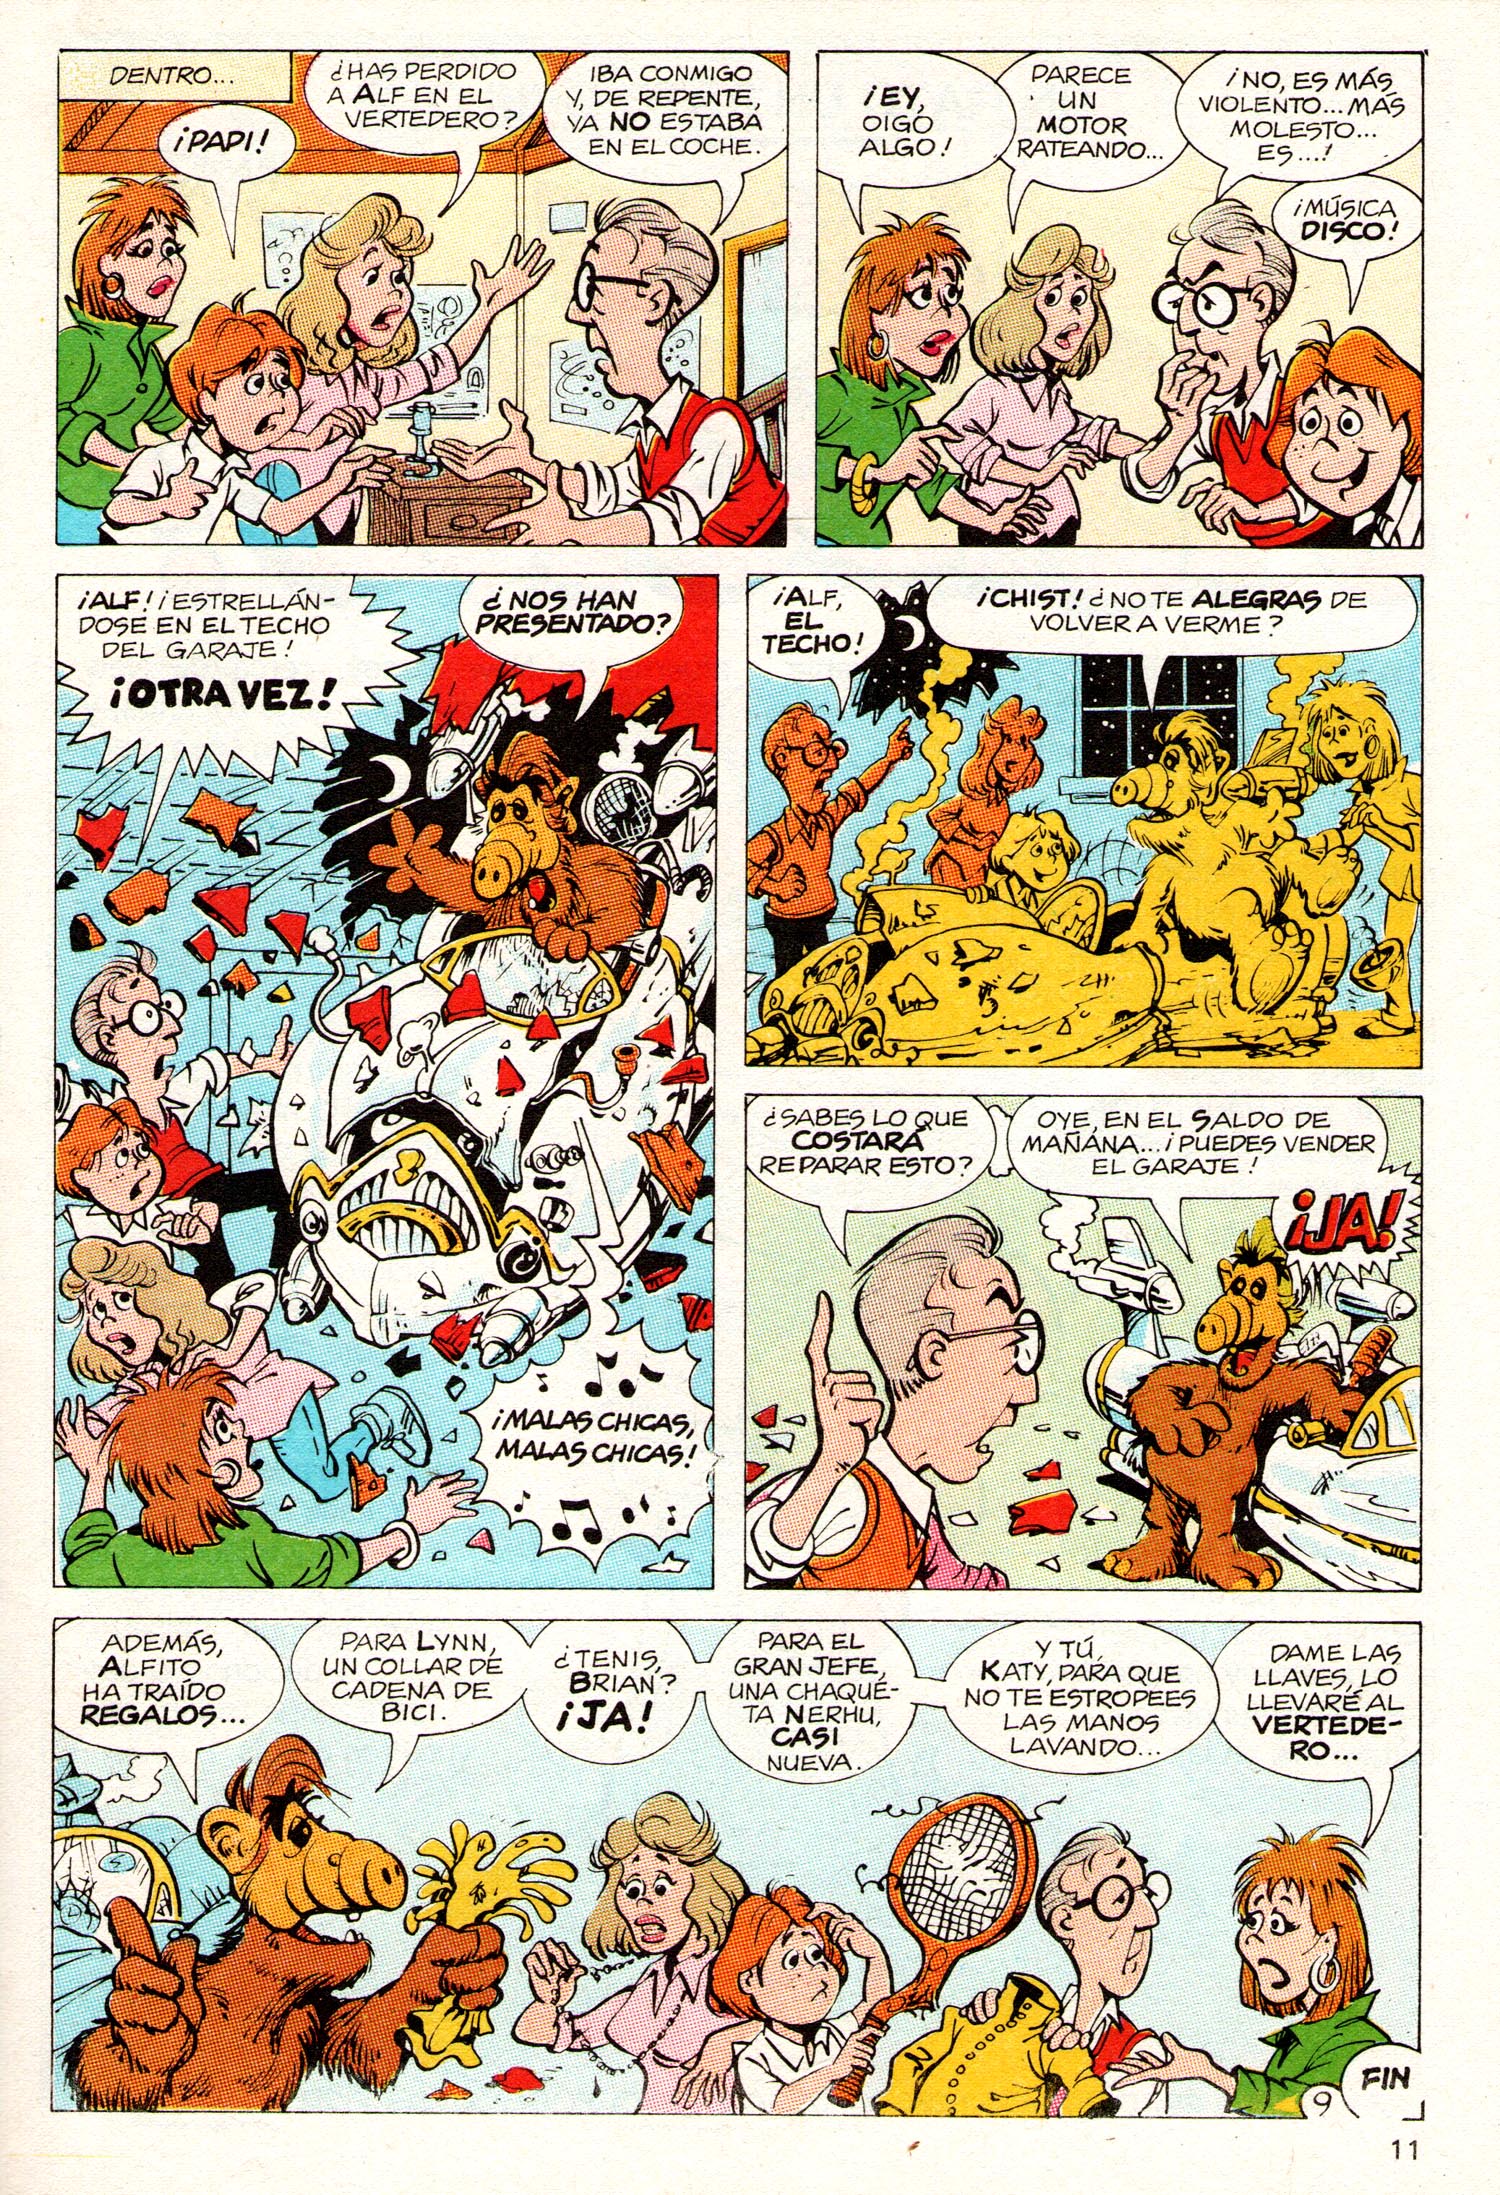 DENTRO...
¡PAPI!
¿HAS PERDIDO
A ALF EN EL
VERTEDERO?
IBA CONMIGO
Y, DE REPENTE,
YA NO ESTABA
EN EL COCHE.
¡EY,
OIGO
ALGO!
PARECE
UN
MOTOR
RATEANDO...
¡NO, ES MÁS
VIOLENTO... MÁS
MOLESTO...
ES...!
¡MÚSICA
DISCO!
¡ALF! ¡ESTRELLÁN-
DOSE EN EL TECHO
DEL GARAJE!
¡OTRA VEZ!
¿NOS HAN
PRESENTADO?
¡MALAS CHICAS,
MALAS CHICAS!
¡ALF,
EL
TECHO!
¡CHIST! ¿NO TE ALEGRAS DE
VOLVER A VERME?
¿SABES LO QUE
COSTARÁ
REPARAR ESTO?
OYE, EN EL SALDO DE
MAÑANA... ¡PUEDES VENDER
EL GARAJE!
¡JA!
ADEMÁS,
ALFITO
HA TRAÍDO
REGALOS...
PARA LYNN,
UN COLLAR DE
CADENA DE
BICI.
¿TENIS,
BRIAN?
¡JA!
PARA EL
GRAN JEFE,
UNA CHAQUÉ-
TA NERHU,
CASI
NUEVA.
Y TÚ,
KATY, PARA QUE
NO TE ESTROPEES
LAS MANOS
LAVANDO...
DAME LAS
LLAVES, LO
LLEVARÉ AL
VERTEDE-
RO...
FIN
9
11